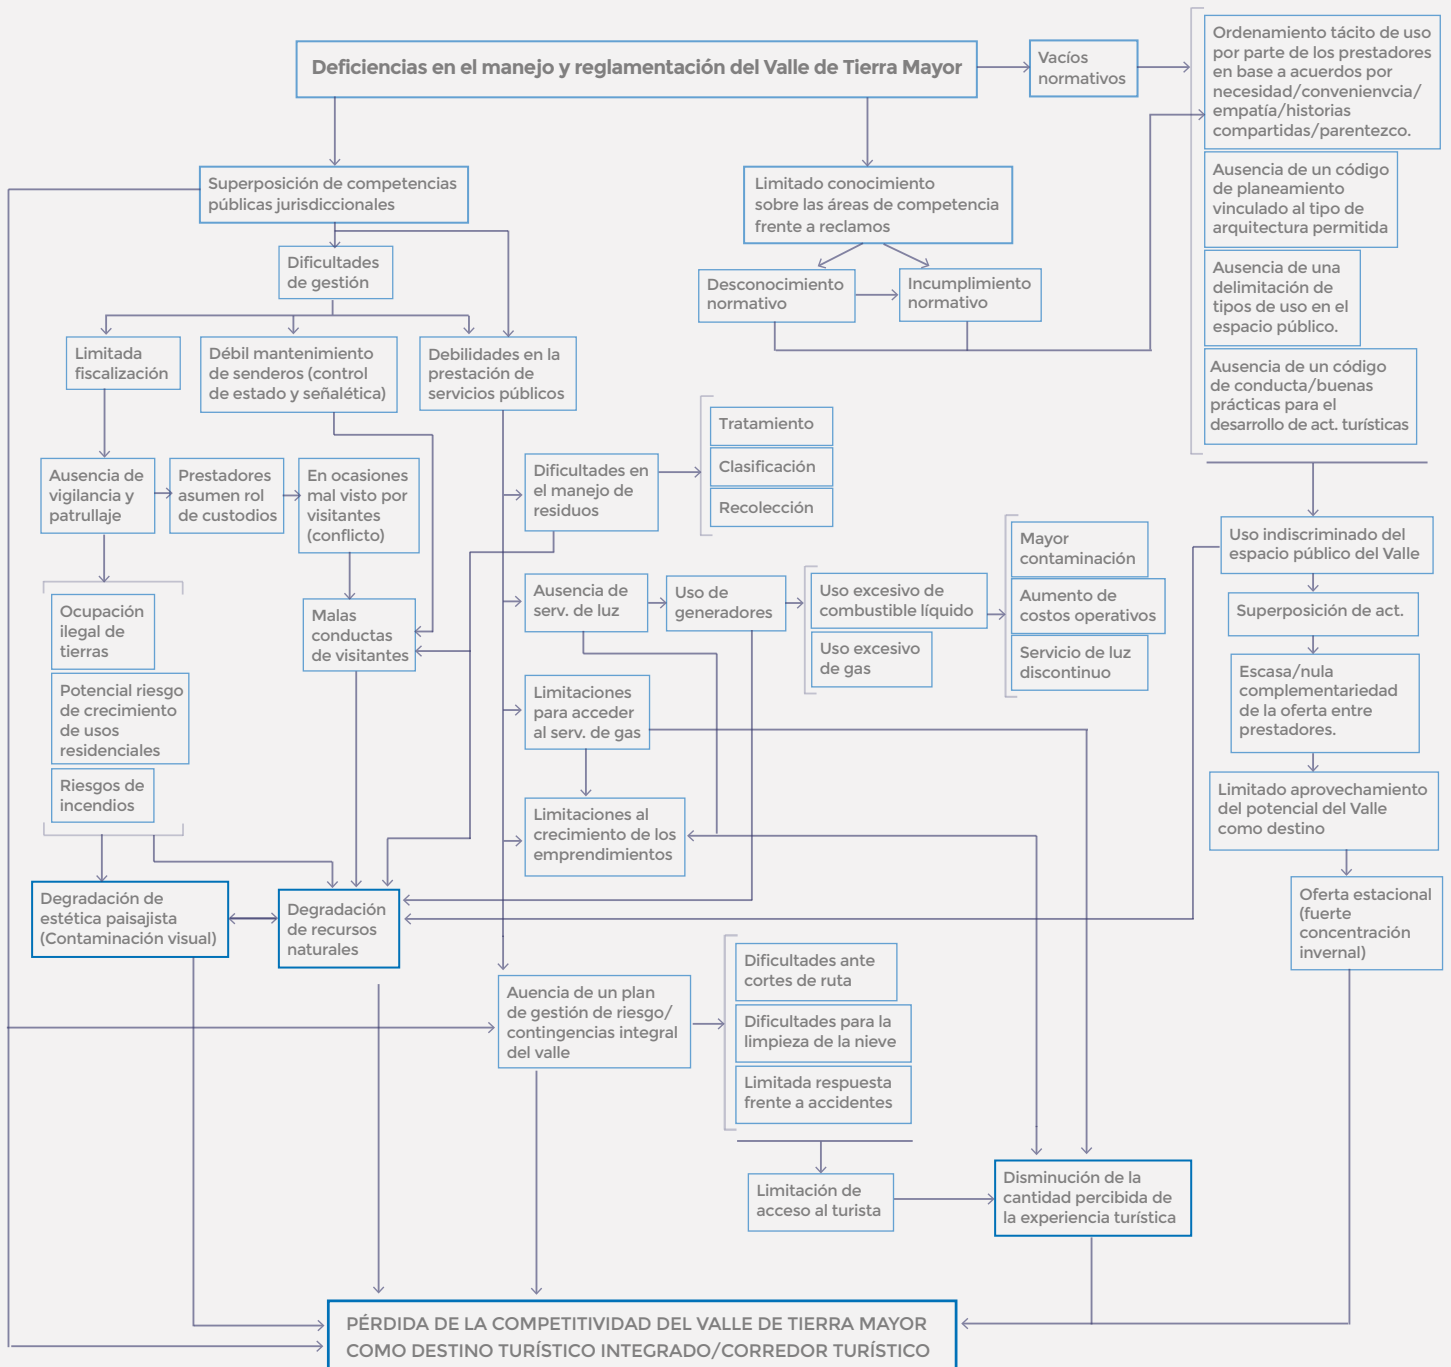 Deficiencias en el manejo y reglamentación del Valle de Tierra Mayor
Vacíos
normativos
Ordenamiento tácito de uso
por parte de los prestadores
en base a acuerdos por
necesidad/convenienvcia/
empatía/historias
compartidas/parentezco.
Ausencia de un código
de planeamiento
vinculado al tipo de
arquitectura permitida
Ausencia de una
delimitación de
tipos de uso en el
espacio público.
Ausencia de un código
de conducta/buenas
prácticas para el
desarrollo de act. turísticas
Superposición de competencias
públicas jurisdiccionales
Limitado conocimiento
sobre las áreas de competencia
frente a reclamos
Dificultades
de gestión
Desconocimiento
normativo
Incumplimiento
normativo
Limitada
fiscalización
Débil mantenimiento
de senderos (control
de estado y señalética)
Debilidades en la
prestación de
servicios públicos
Ausencia de
vigilancia y
patrullaje
Prestadores
asumen rol
de custodios
En ocasiones
mal visto por
visitantes
(conflicto)
Dificultades en
el manejo de
residuos
Tratamiento
Clasificación
Recolección
Uso indiscriminado del
espacio público del Valle
Ocupación
ilegal de
tierras
Potencial riesgo
de crecimiento
de usos
residenciales
Riesgos de
incendios
Malas
conductas
de visitantes
Ausencia de
serv. de luz
Uso de
generadores
Uso excesivo de
combustible líquido
Uso excesivo
de gas
Mayor
contaminación
Aumento de
costos operativos
Servicio de luz
discontinuo
Superposición de act.
Escasa/nula
complementariedad
de la oferta entre
prestadores.
Limitaciones
para acceder
al serv. de gas
Limitaciones al
crecimiento de los
emprendimientos
Limitado aprovechamiento
del potencial del Valle
como destino
Oferta estacional
(fuerte
concentración
invernal)
Degradación de
estética paisajista
(Contaminación visual)
Degradación
de recursos
naturales
Auencia de un plan
de gestión de riesgo/
contingencias integral
del valle
Dificultades ante
cortes de ruta
Dificultades para la
limpieza de la nieve
Limitada respuesta
frente a accidentes
Limitación de
acceso al turista
Disminución de la
cantidad percibida de
la experiencia turística
PÉRDIDA DE LA COMPETITIVIDAD DEL VALLE DE TIERRA MAYOR
COMO DESTINO TURÍSTICO INTEGRADO/CORREDOR TURÍSTICO